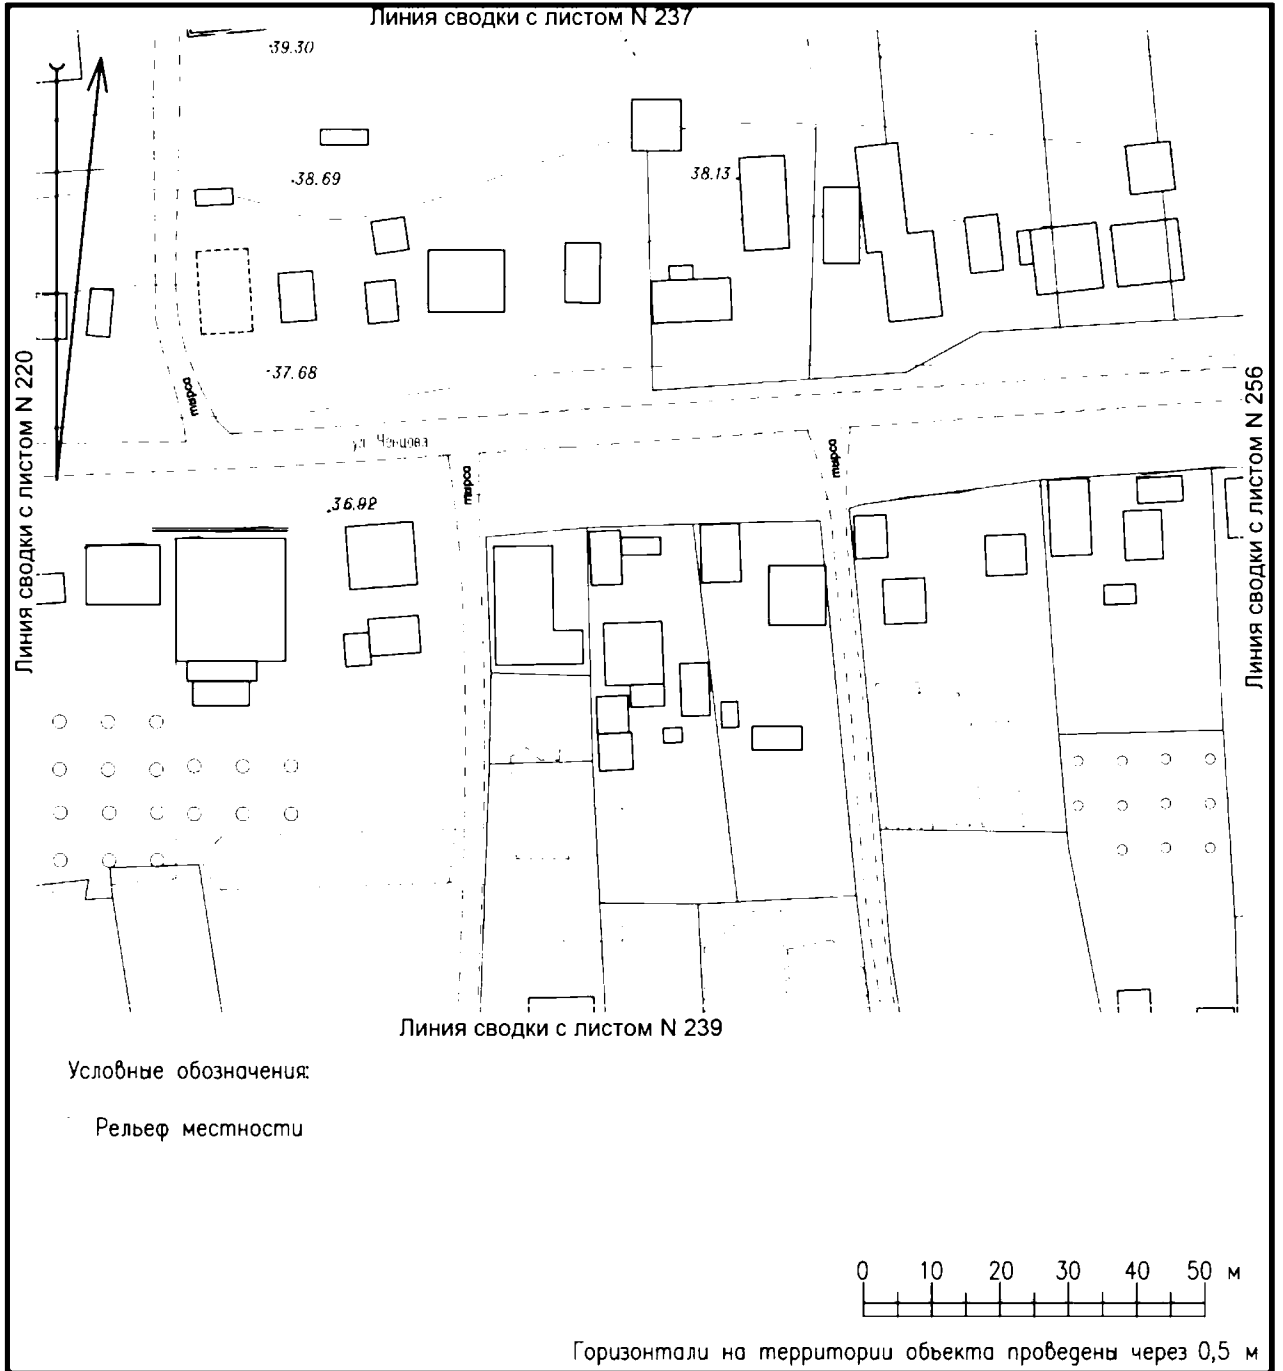 Линия сводки с листом N 237
39.30
38.69
38.13
37.68
Линия сводки с листом N 220
Линия сводки с листом N 256
тырса
ул. Ченцова
тырса
тырса
36.92
Линия сводки с листом N 239
Условные обозначения:
Рельеф местности
0 10 20 30 40 50 м
Горизонтали на территории объекта проведены через 0,5 м